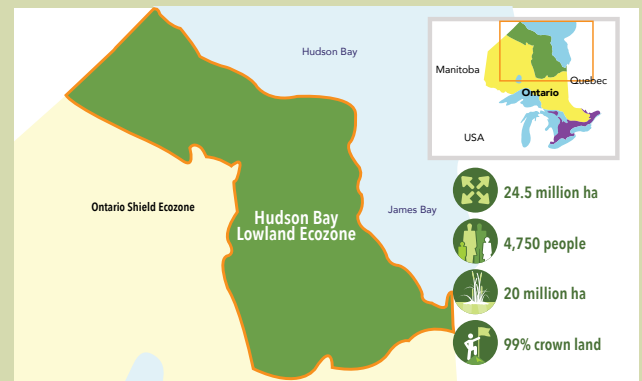 Hudson Bay
Manitoba
Quebec
Ontario
USA
Ontario Shield Ecozone
Hudson Bay
Lowland Ecozone
James Bay
24.5 million ha
4,750 people
20 million ha
99% crown land